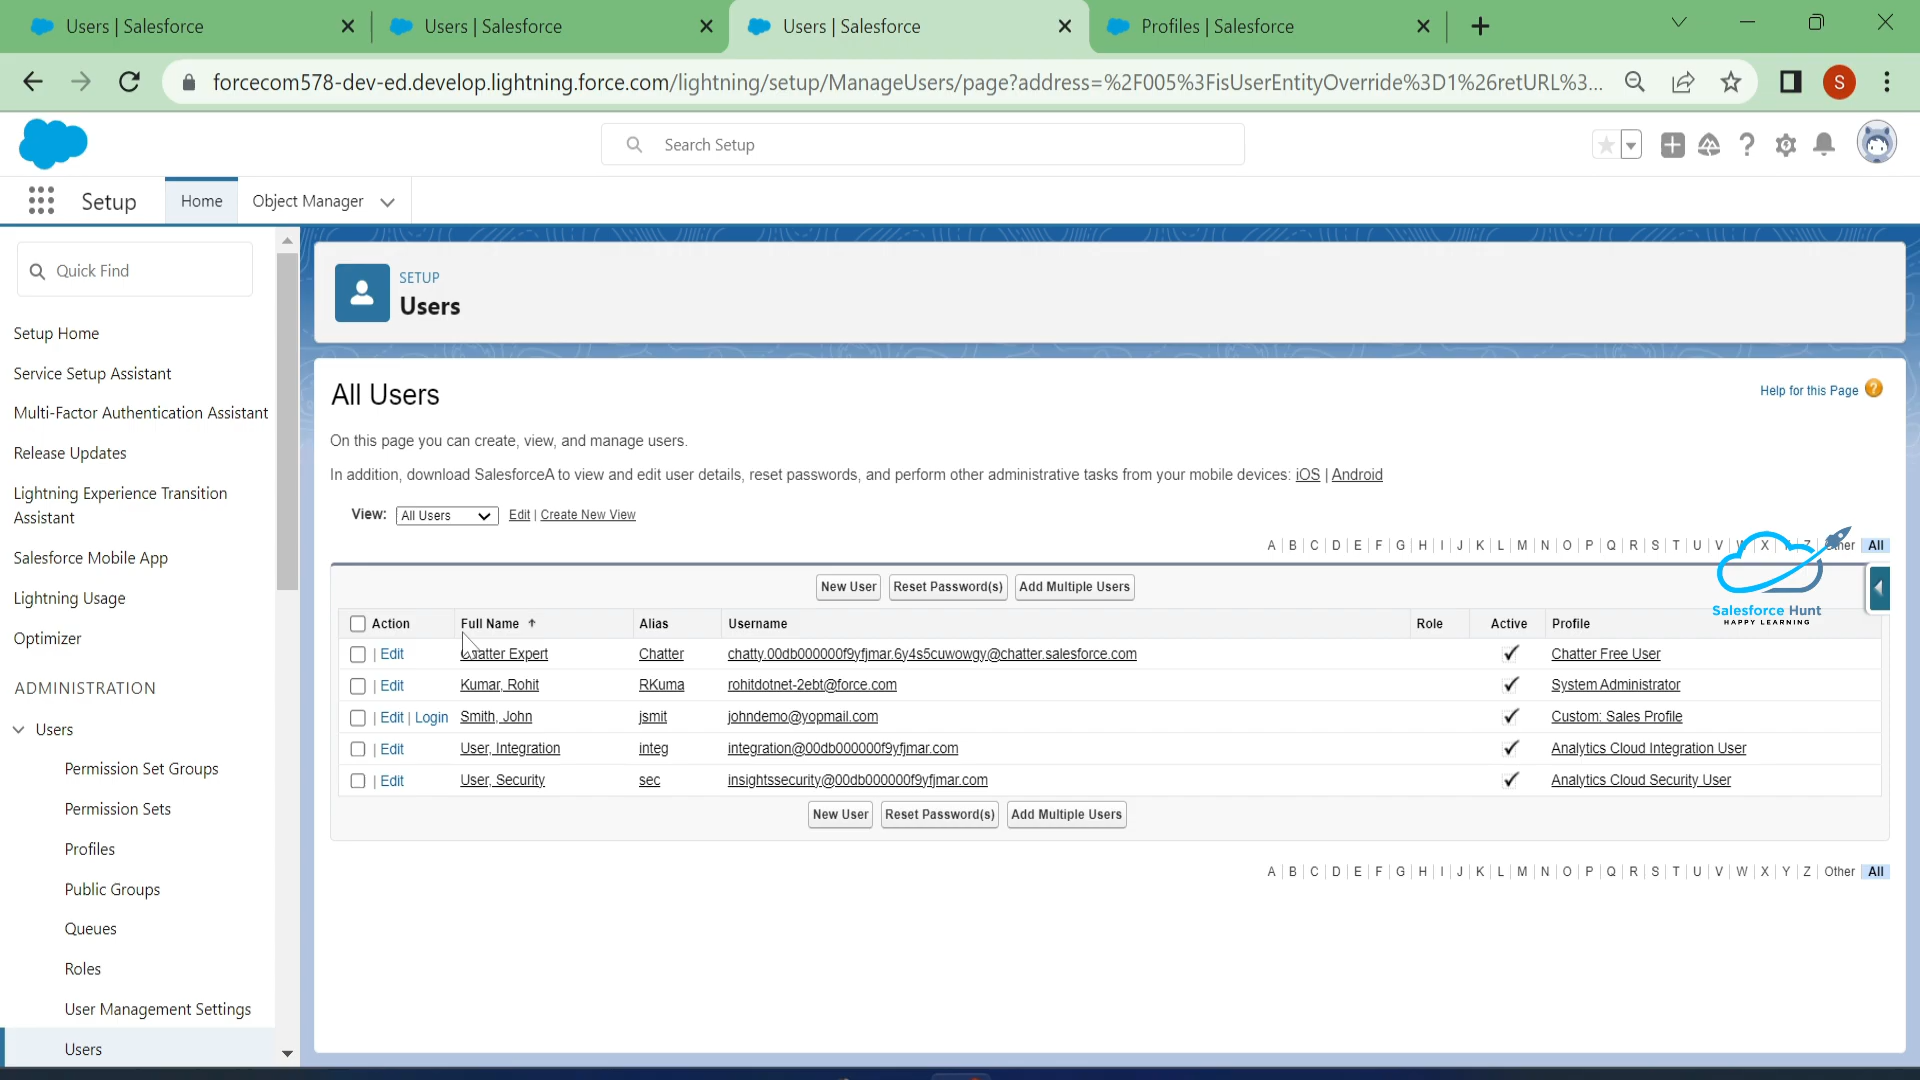 Users | Salesforce
Users | Salesforce
Users | Salesforce
Profiles | Salesforce
forcecom578-dev-ed.develop.lightning.force.com/lightning/setup/ManageUsers/page?address=%2F005%3FisUserEntityOverride%3D1%26retURL%3...
S
Search Setup
Setup
Home
Object Manager
Quick Find
Setup Home
Service Setup Assistant
Multi-Factor Authentication Assistant
Release Updates
Lightning Experience Transition
Assistant
Salesforce Mobile App
Lightning Usage
Optimizer
ADMINISTRATION
Users
Permission Set Groups
Permission Sets
Profiles
Public Groups
Queues
Roles
User Management Settings
Users
SETUP
Users
All Users
Help for this Page ?
On this page you can create, view, and manage users.
In addition, download SalesforceA to view and edit user details, reset passwords, and perform other administrative tasks from your mobile devices: iOS | Android
View: All Users Edit | Create New View
A | B | C | D | E | F | G | H | I | J | K | L | M | N | O | P | Q | R | S | T | U | V | W | X | Y | Z | Other All
Salesforce Hunt
HAPPY LEARNING
New User Reset Password(s) Add Multiple Users
Action Full Name Alias Username Role Active Profile
| Edit Chatter Expert Chatter chatty.00db000000f9yfjmar.6y4s5cuwowgy@chatter.salesforce.com Chatter Free User
| Edit Kumar, Rohit RKuma rohitdotnet-2ebt@force.com System Administrator
| Edit | Login Smith, John jsmit johndemo@yopmail.com Custom: Sales Profile
| Edit User, Integration integ integration@00db000000f9yfjmar.com Analytics Cloud Integration User
| Edit User, Security sec insightssecurity@00db000000f9yfjmar.com Analytics Cloud Security User
New User Reset Password(s) Add Multiple Users
A | B | C | D | E | F | G | H | I | J | K | L | M | N | O | P | Q | R | S | T | U | V | W | X | Y | Z | Other All